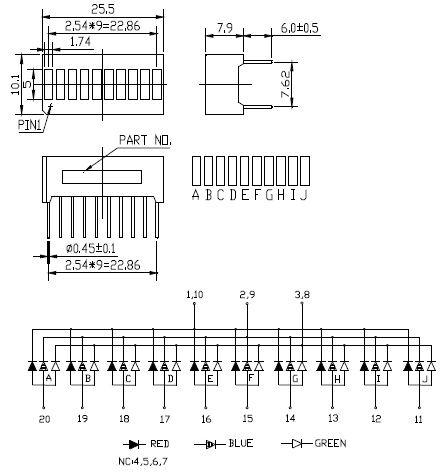 25.5
2.54*9=22.86
1.74
10.1
5
PIN1
7.9
6.0±0.5
7.62
PART NO.
A B C D E F G H I J
Ø0.45±0.1
2.54*9=22.86
1,10 2,9 3,8
A B C D E F G H I J
20 19 18 17 16 15 14 13 12 11
RED BLUE GREEN
NC:4,5,6,7